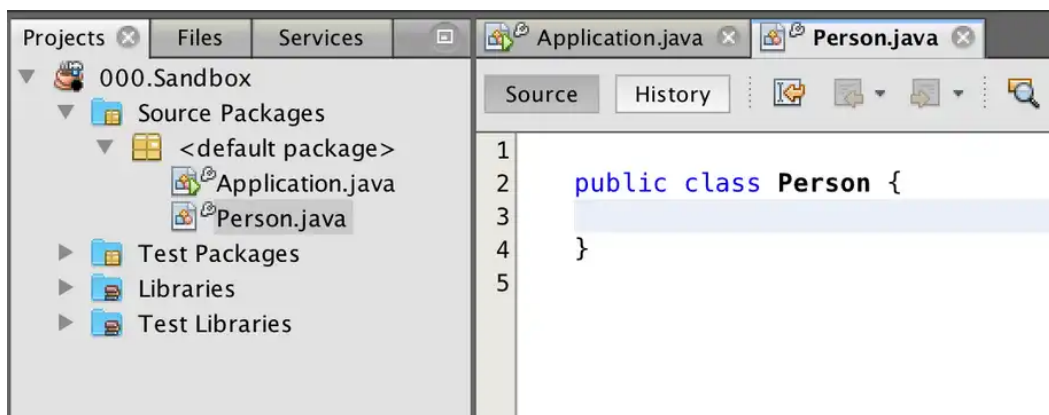 Projects Files Services
000.Sandbox
Source Packages
<default package>
Application.java
Person.java
Test Packages
Libraries
Test Libraries
Application.java Person.java
Source History
1
2 public class Person {
3
4 }
5